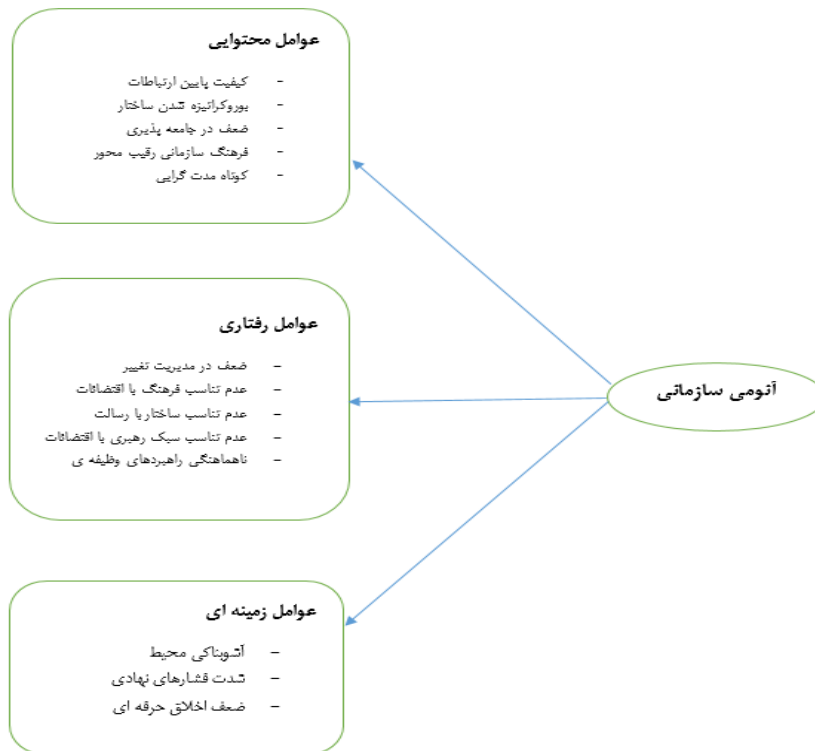 عوامل محتوایی
- کیفیت پایین ارتباطات
- بوروکراتیزه شدن ساختار
- ضعف در جامعه پذیری
- فرهنگ سازمانی رقیب محور
- کوتاه مدت گرایی
عوامل رفتاری
- ضعف در مدیریت تغییر
- عدم تناسب فرهنگ با اقتضائات
- عدم تناسب ساختار با رسالت
- عدم تناسب سبک رهبری با اقتضائات
- ناهماهنگی راهبردهای وظیفه ی
آنومی سازمانی
عوامل زمینه ای
- آشوبناکی محیط
- شدت فشارهای نهادی
- ضعف اخلاق حرفه ای